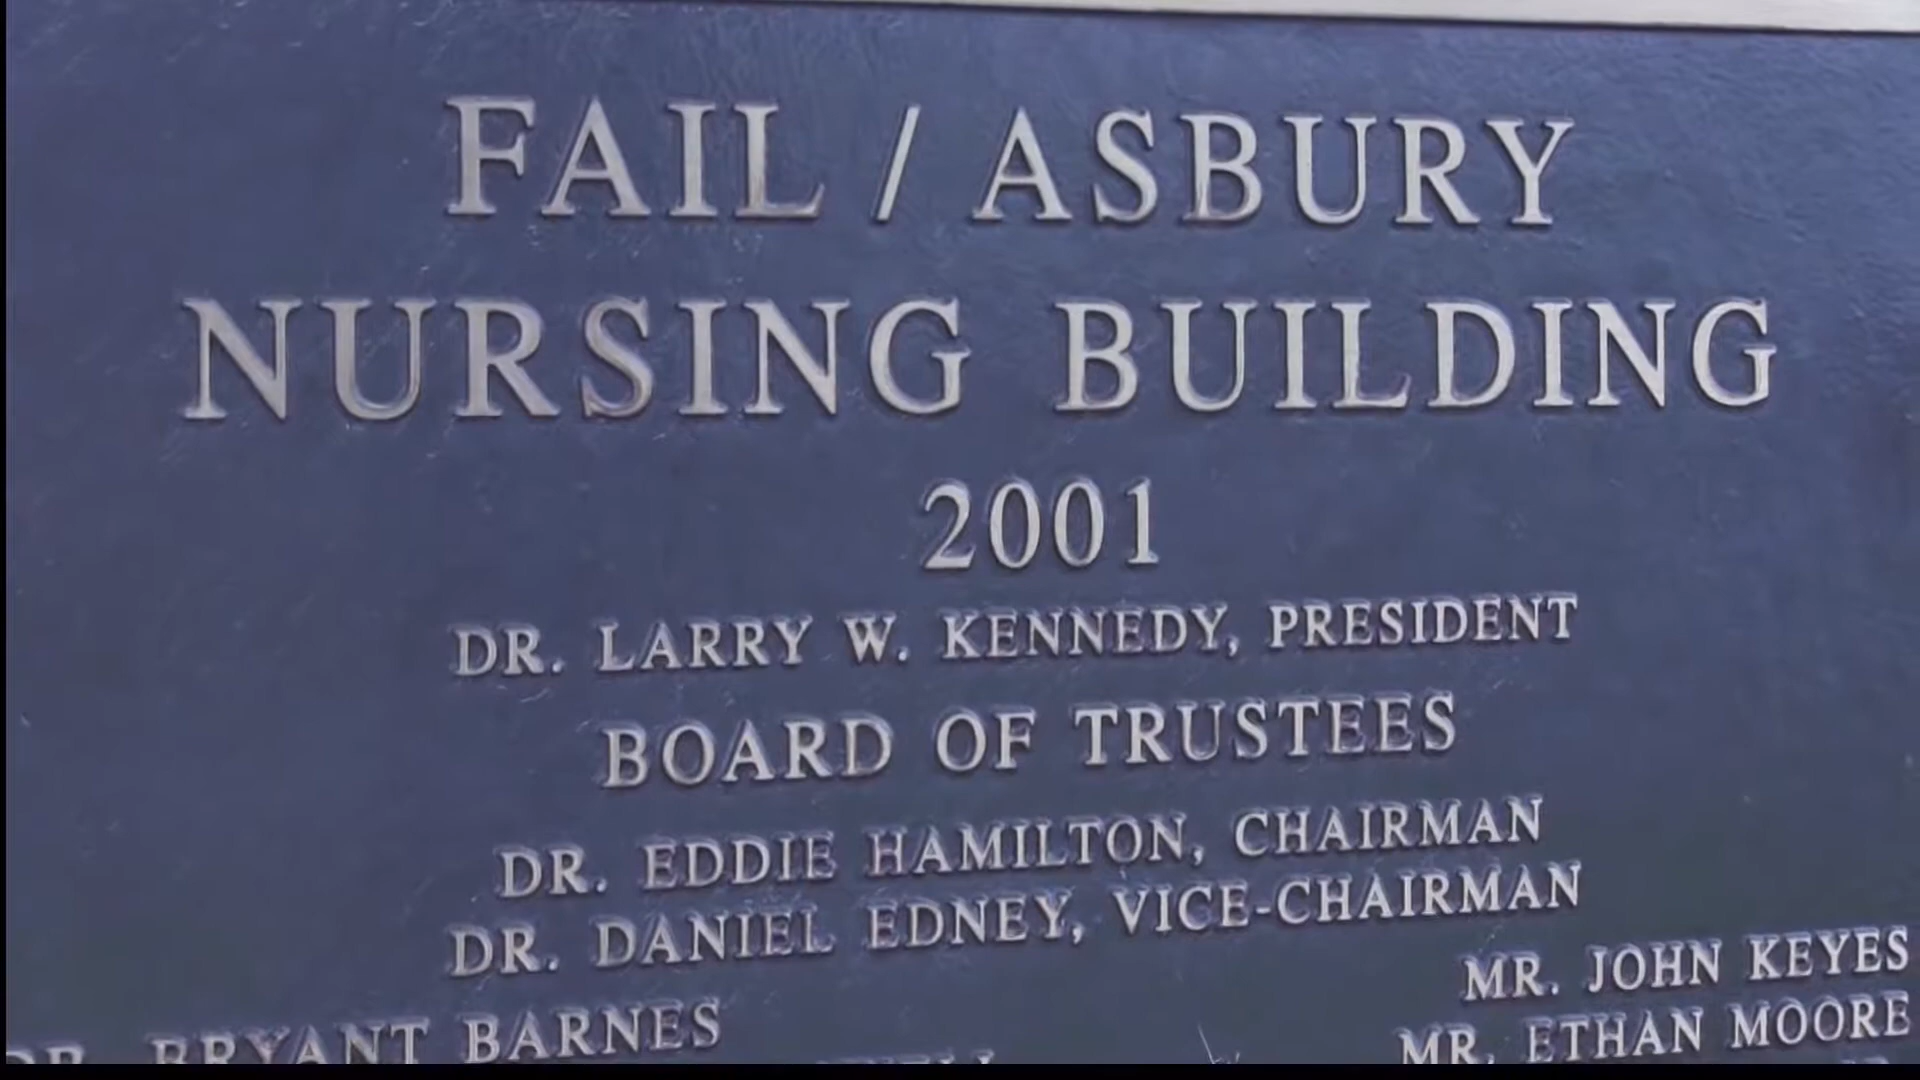 FAIL / ASBURY
NURSING BUILDING
2001
DR. LARRY W. KENNEDY, PRESIDENT
BOARD OF TRUSTEES
DR. EDDIE HAMILTON, CHAIRMAN
DR. DANIEL EDNEY, VICE-CHAIRMAN
MR. JOHN KEYES
DR. BRYANT BARNES
MR. ETHAN MOORE